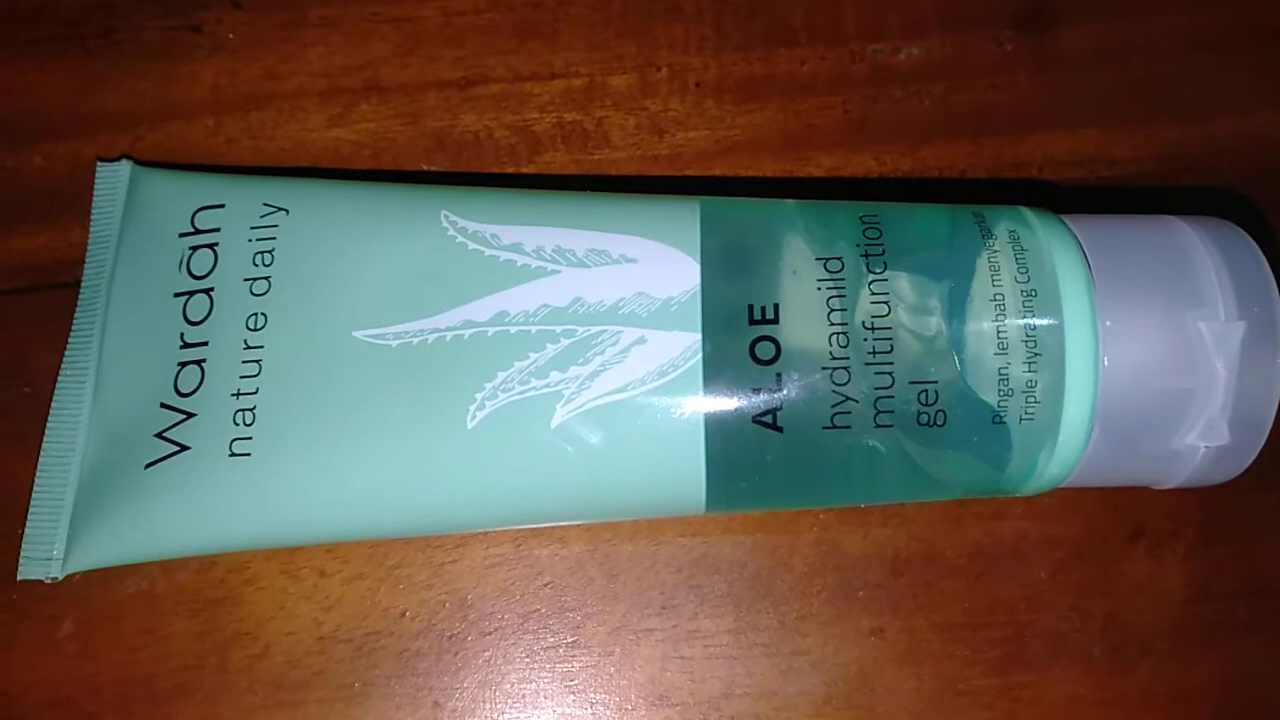 Wardah
nature daily
ALOE
hydramild
multifunction
gel
Ringan, lembab menyegarkan
Triple Hydrating Complex